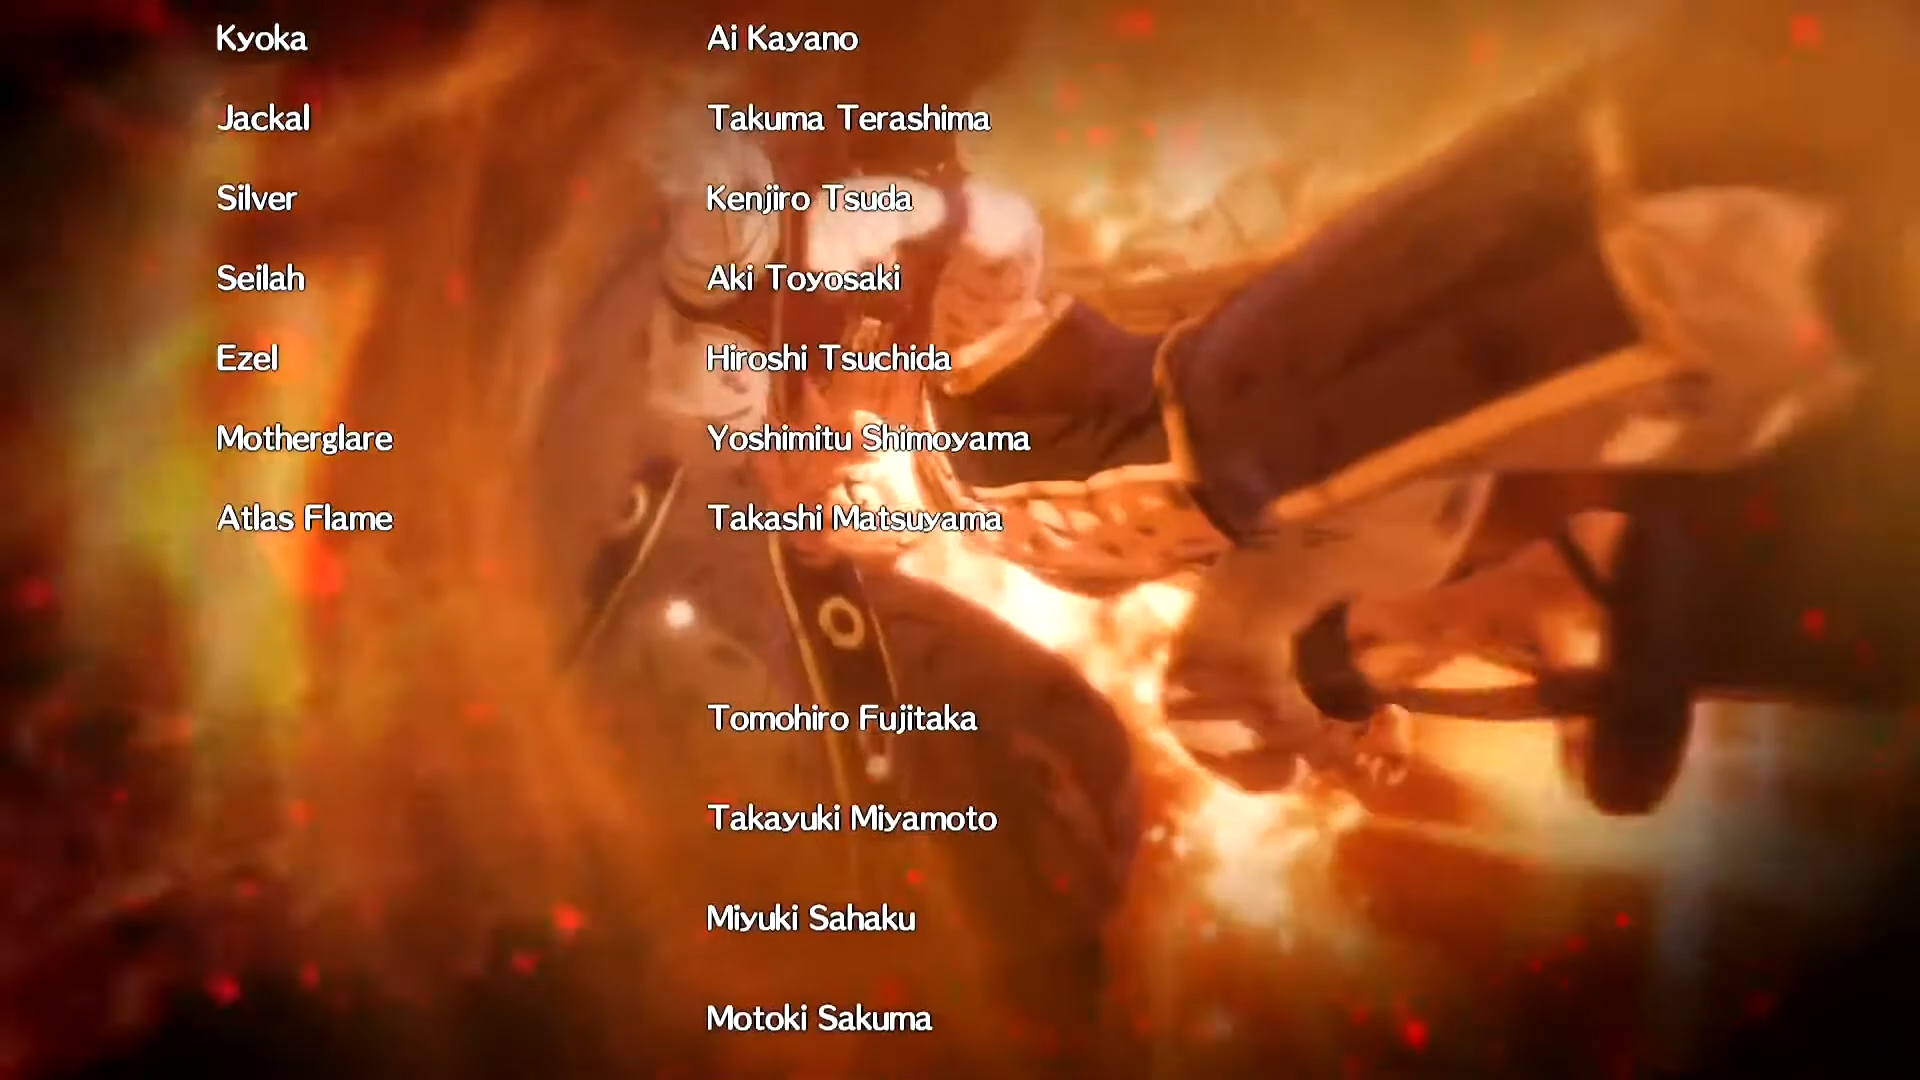 Kyoka Ai Kayano
Jackal Takuma Terashima
Silver Kenjiro Tsuda
Seilah Aki Toyosaki
Ezel Hiroshi Tsuchida
Motherglare Yoshimitu Shimoyama
Atlas Flame Takashi Matsuyama
Tomohiro Fujitaka
Takayuki Miyamoto
Miyuki Sahaku
Motoki Sakuma